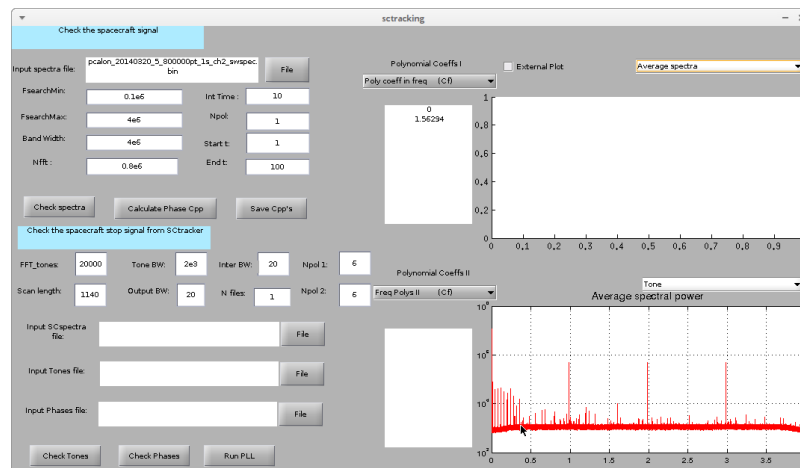 sctracking
Check the spacecraft signal
Input spectra file: pcalon_20140320_5_800000pt_1s_ch2_swspec.
bin
File
FsearchMin: 0.1e6 Int Time : 10
FsearchMax: 4e6 Npol: 1
Band Width: 4e6 Start t: 1
Nfft : 0.8e6 End t: 100
Check spectra Calculate Phase Cpp Save Cpp's
Polynomial Coeffs I
Poly coeff in freq (Cf)
0
1.56294
External Plot
Average spectra
1
0.8
0.6
0.4
0.2
0
0 0.1 0.2 0.3 0.4 0.5 0.6 0.7 0.8 0.9
Check the spacecraft stop signal from SCtracker
FFT_tones: 20000 Tone BW: 2e3 Inter BW: 20 Npol 1: 6
Scan length: 1140 Output BW: 20 N files: 1 Npol 2: 6
Input SCspectra
file:
File
Input Tones file:
File
Input Phases file:
File
Check Tones Check Phases Run PLL
Polynomial Coeffs II
Freq Polys II (Cf)
Tone
Average spectral power
0 0.5 1 1.5 2 2.5 3 3.5